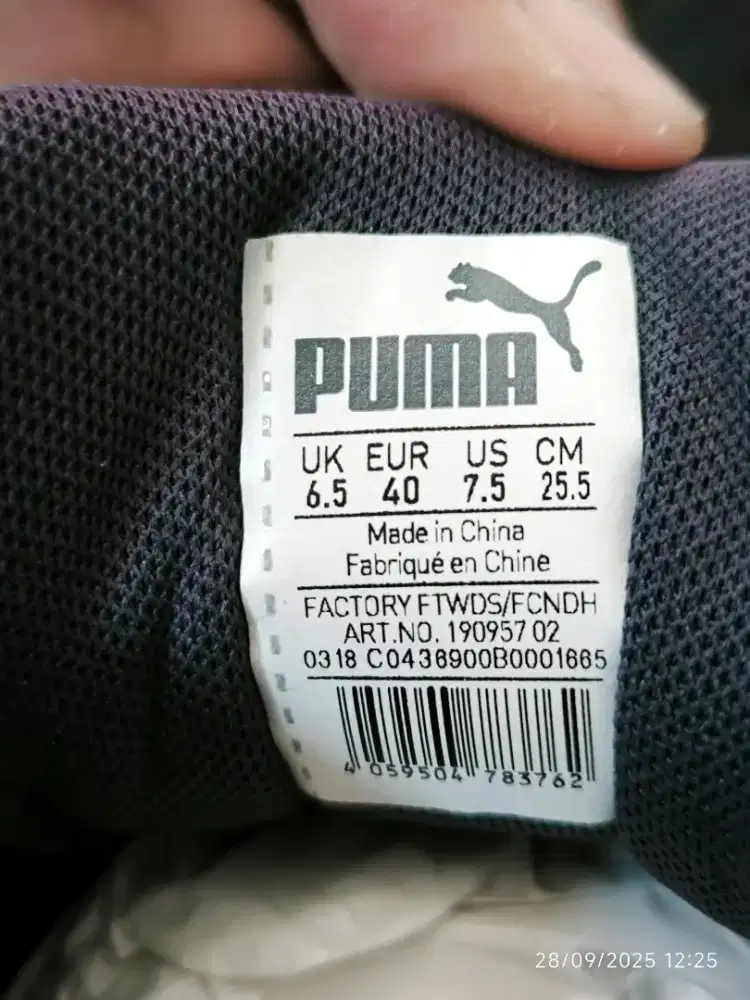 PUMA
UK EUR US CM
6.5 40 7.5 25.5
Made in China
Fabriqué en Chine
FACTORY FTWDS/FCNDH
ART.NO. 190957 02
0318 C0436900B0001665
4 059504 783762
28/09/2025 12:25